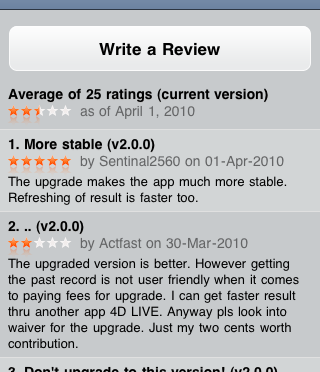 Write a Review
Average of 25 ratings (current version)
as of April 1, 2010
1. More stable (v2.0.0)
by Sentinal2560 on 01-Apr-2010
The upgrade makes the app much more stable.
Refreshing of result is faster too.
2. .. (v2.0.0)
by Actfast on 30-Mar-2010
The upgraded version is better. However getting
the past record is not user friendly when it comes
to paying fees for upgrade. I can get faster result
thru another app 4D LIVE. Anyway pls look into
waiver for the upgrade. Just my two cents worth
contribution.
3. Don't upgrade to this version! (v2.0.0)